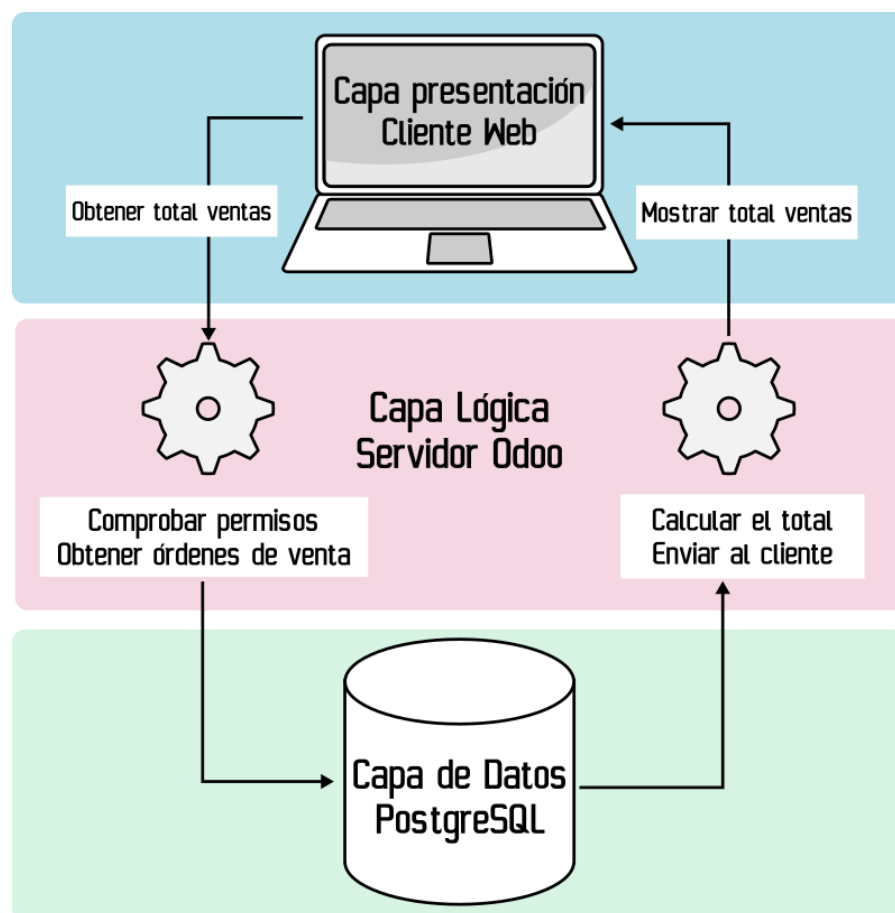 Capa presentación
Cliente Web
Obtener total ventas
Mostrar total ventas
Capa Lógica
Servidor Odoo
Comprobar permisos
Obtener órdenes de venta
Calcular el total
Enviar al cliente
Capa de Datos
PostgreSQL